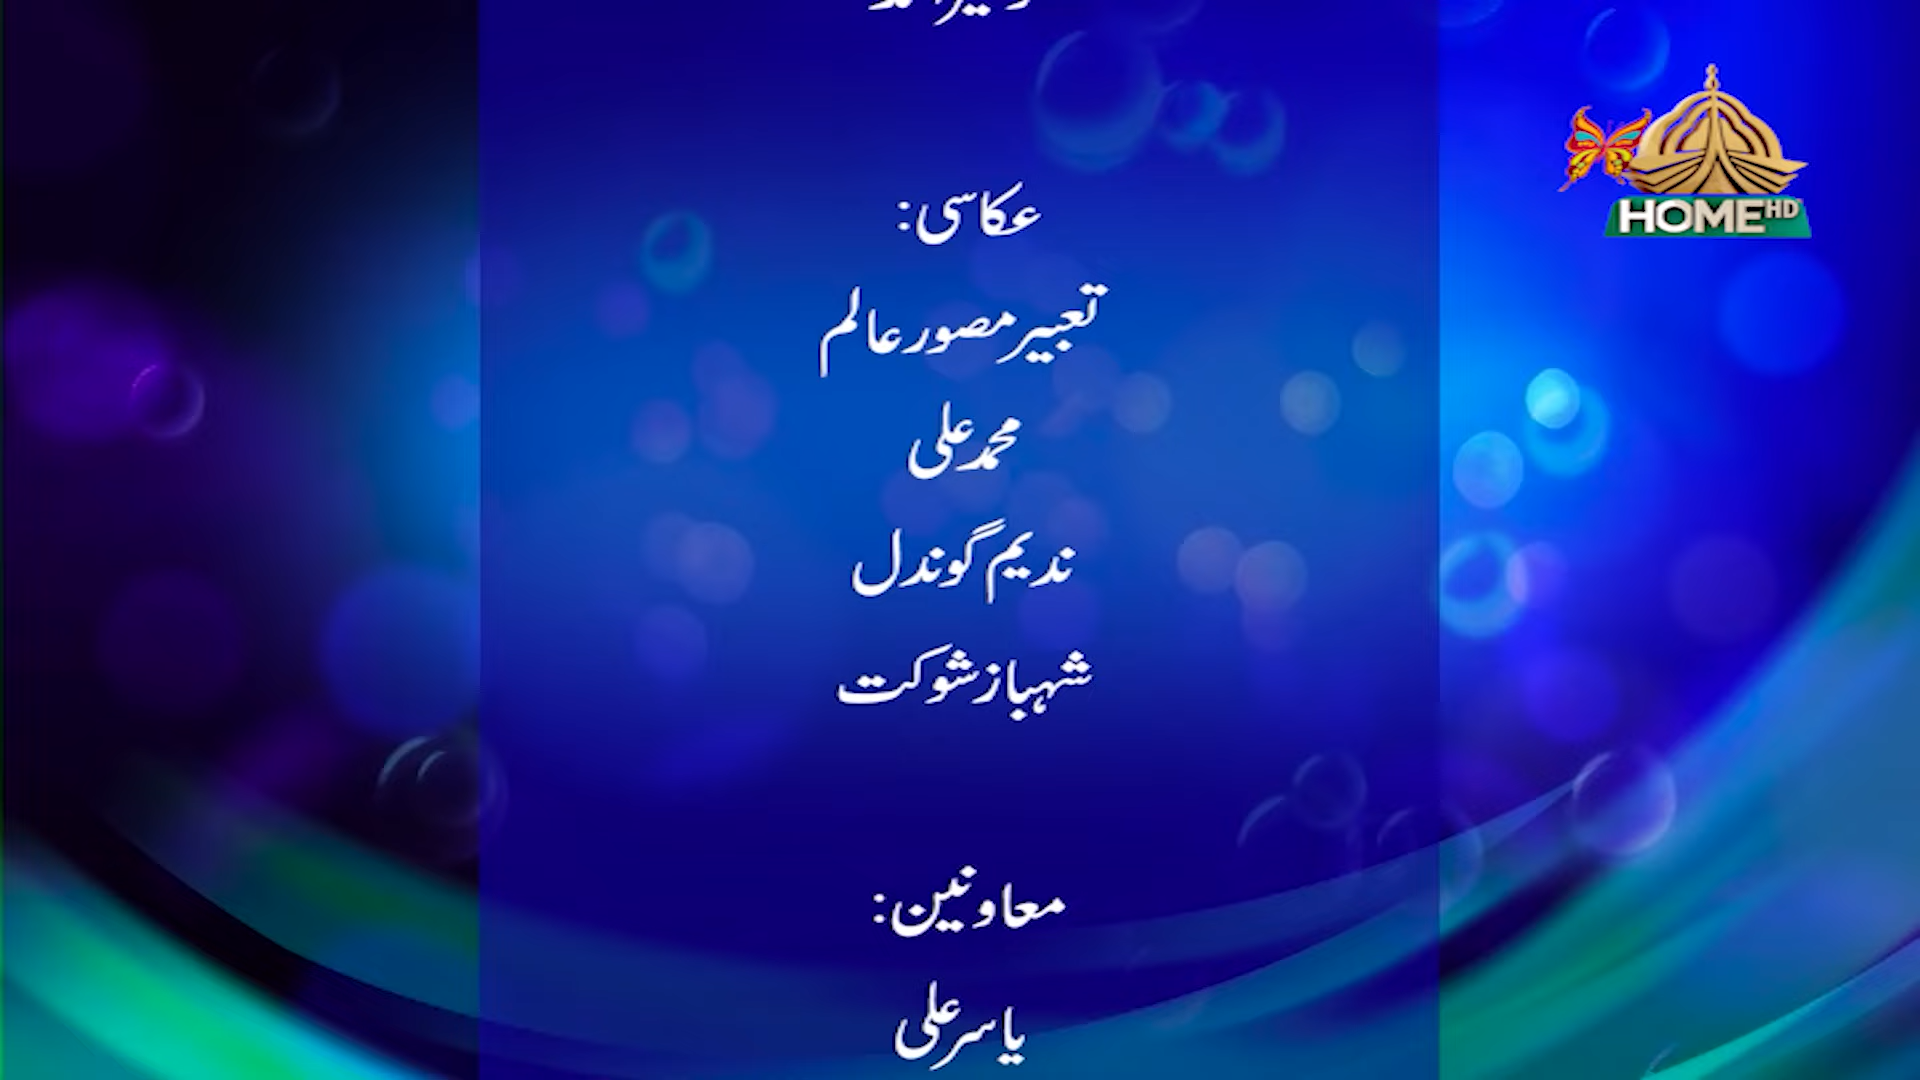 عکاسی:
تعبیر مصور عالم
محمد علی
ندیم گوندل
شہباز شوکت
معاونین:
یاسر علی
HOME HD